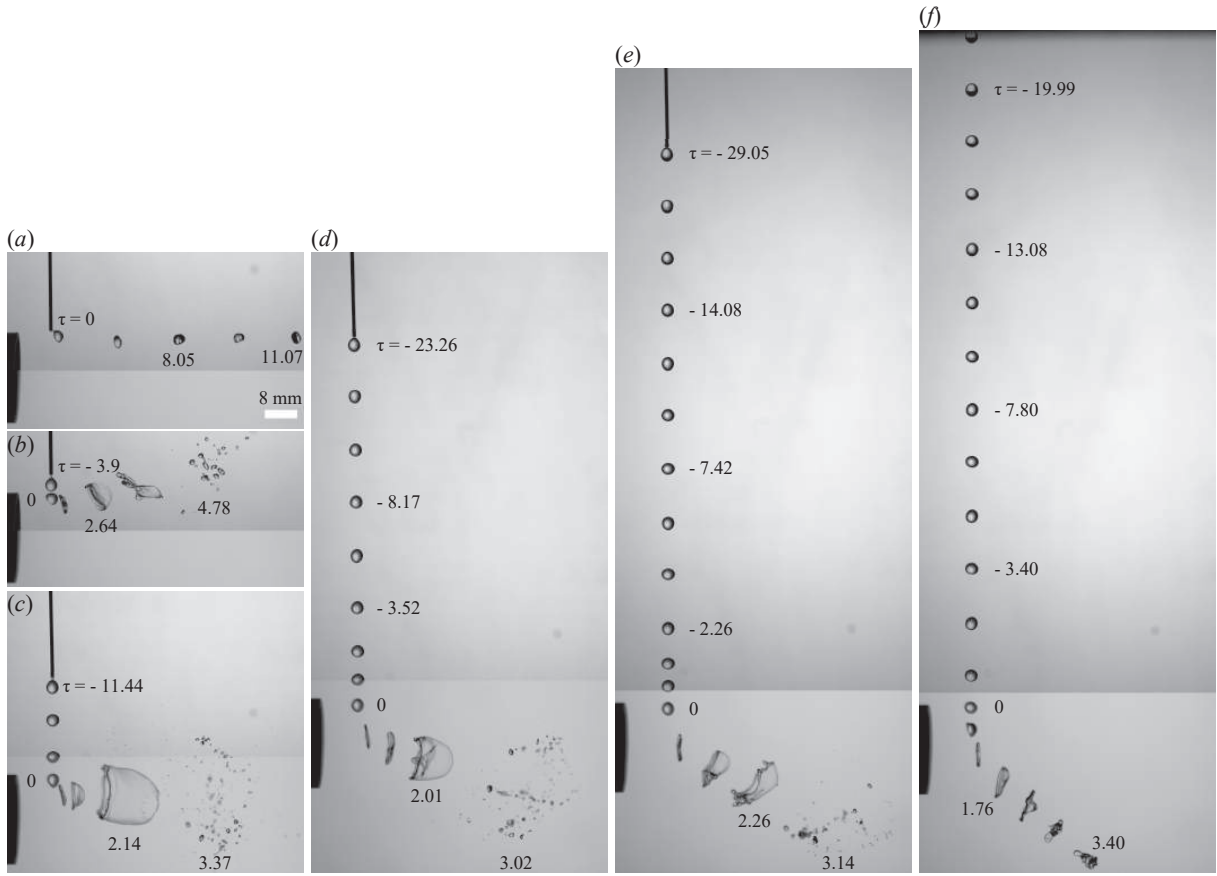 (a)
τ = 0
8.05
11.07
8 mm
(b)
τ = - 3.9
0
2.64
4.78
(c)
τ = - 11.44
0
2.14
3.37
(d)
τ = - 23.26
- 8.17
- 3.52
0
2.01
3.02
(e)
τ = - 29.05
- 14.08
- 7.42
- 2.26
0
2.26
3.14
(f)
τ = - 19.99
- 13.08
- 7.80
- 3.40
0
1.76
3.40